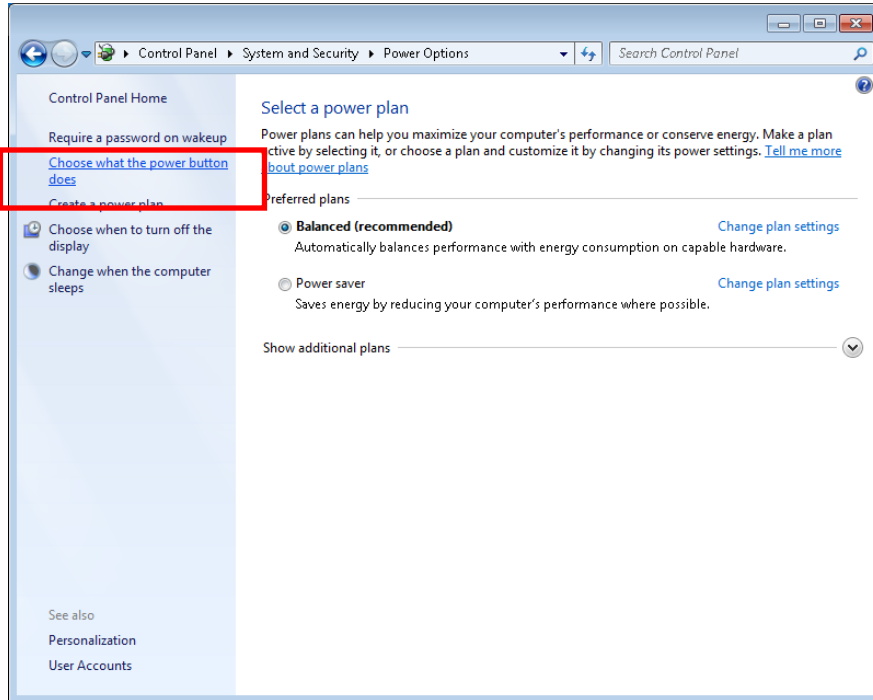 Control Panel ▸ System and Security ▸ Power Options
Search Control Panel
Control Panel Home
Require a password on wakeup
Choose what the power button
does
Create a power plan
Choose when to turn off the
display
Change when the computer
sleeps
See also
Personalization
User Accounts
Select a power plan
Power plans can help you maximize your computer's performance or conserve energy. Make a plan
ctive by selecting it, or choose a plan and customize it by changing its power settings. Tell me more
bout power plans
Preferred plans
Balanced (recommended) Change plan settings
Automatically balances performance with energy consumption on capable hardware.
Power saver Change plan settings
Saves energy by reducing your computer's performance where possible.
Show additional plans